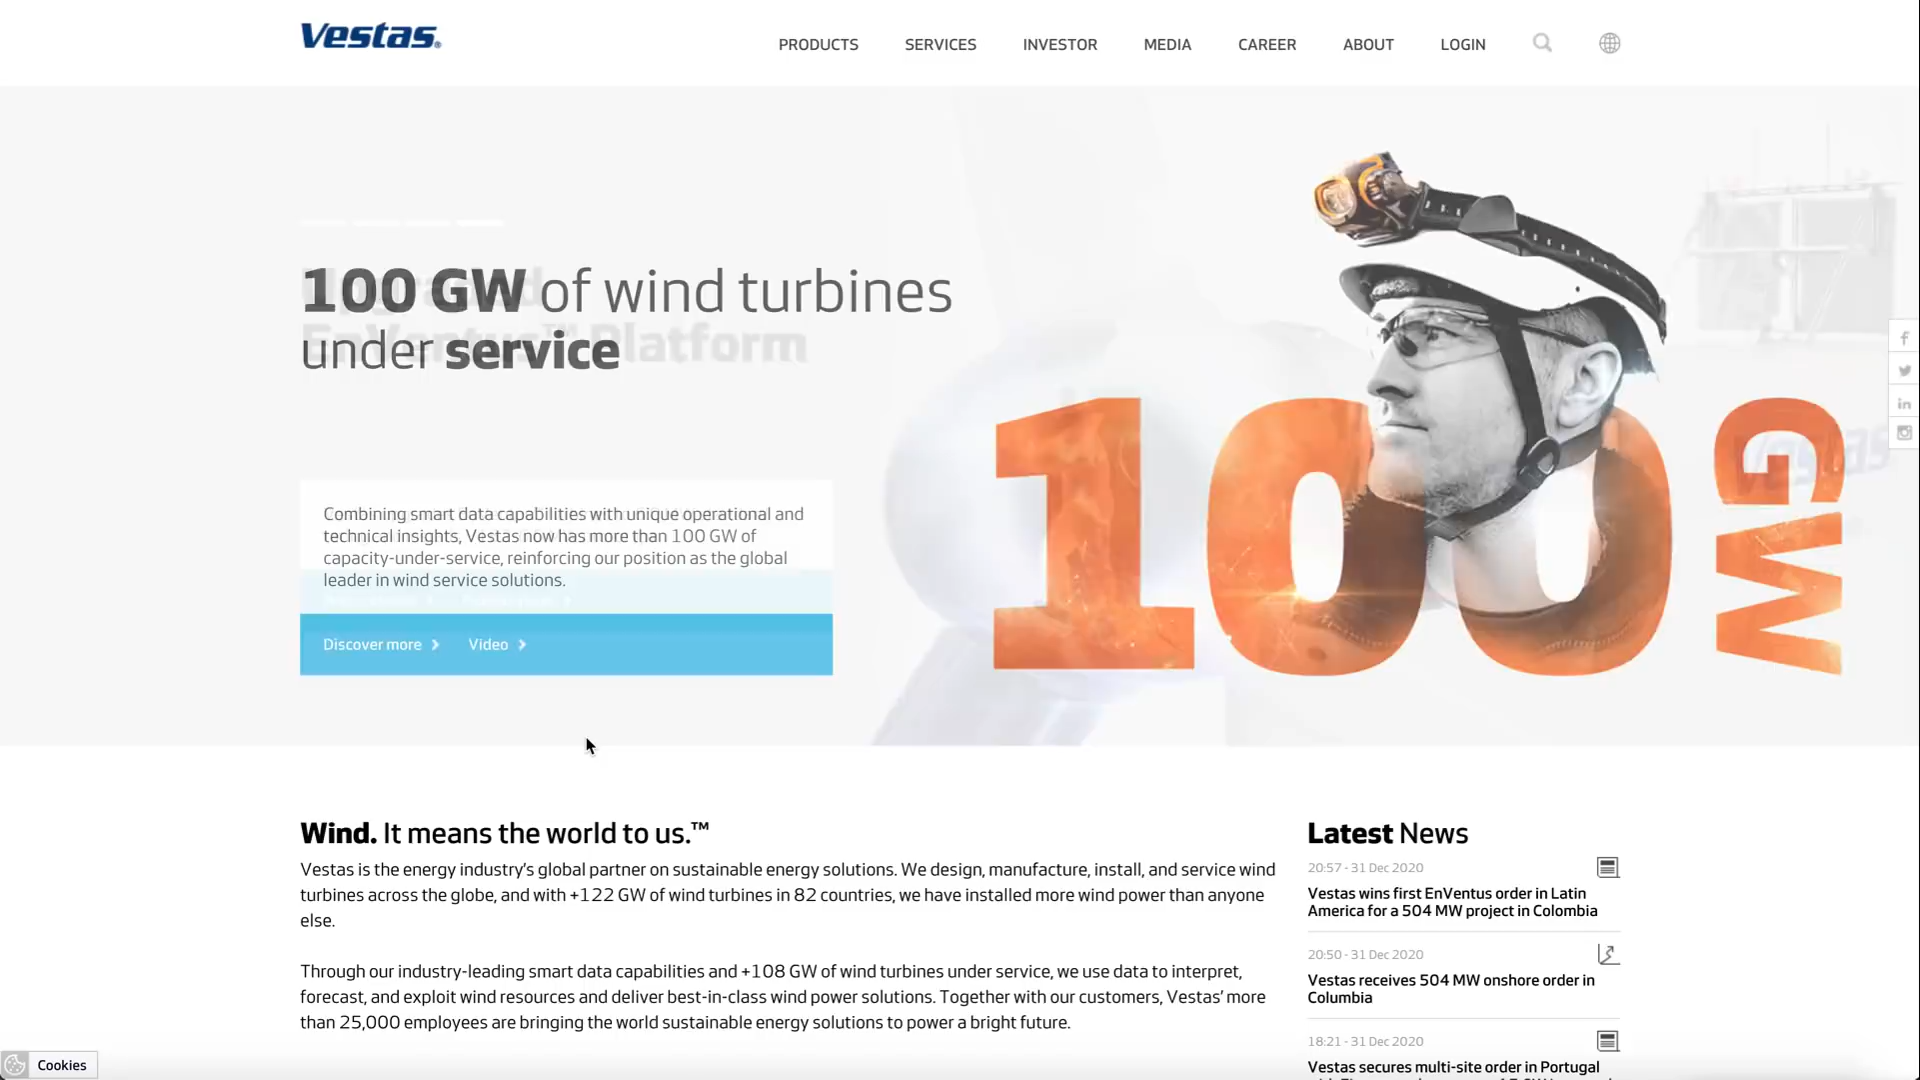 Vestas®
PRODUCTS SERVICES INVESTOR MEDIA CAREER ABOUT LOGIN
100 GW of wind turbines
under service
EnVentus™ Platform
Combining smart data capabilities with unique operational and
technical insights, Vestas now has more than 100 GW of
capacity-under-service, reinforcing our position as the global
leader in wind service solutions.
Discover more Video
100 GW
Wind. It means the world to us.™
Vestas is the energy industry’s global partner on sustainable energy solutions. We design, manufacture, install, and service wind
turbines across the globe, and with +122 GW of wind turbines in 82 countries, we have installed more wind power than anyone
else.
Through our industry-leading smart data capabilities and +108 GW of wind turbines under service, we use data to interpret,
forecast, and exploit wind resources and deliver best-in-class wind power solutions. Together with our customers, Vestas’ more
than 25,000 employees are bringing the world sustainable energy solutions to power a bright future.
Latest News
20:57 - 31 Dec 2020
Vestas wins first EnVentus order in Latin
America for a 504 MW project in Colombia
20:50 - 31 Dec 2020
Vestas receives 504 MW onshore order in
Columbia
18:21 - 31 Dec 2020
Vestas secures multi-site order in Portugal
Cookies